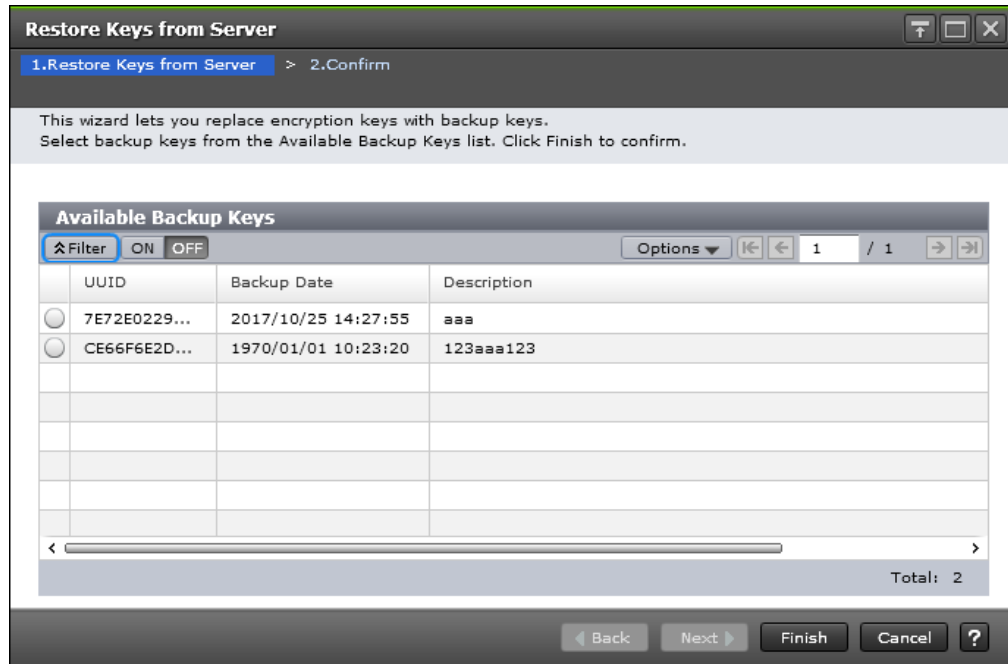 Restore Keys from Server
1.Restore Keys from Server > 2.Confirm
This wizard lets you replace encryption keys with backup keys.
Select backup keys from the Available Backup Keys list. Click Finish to confirm.
Available Backup Keys
Filter ON OFF Options 1 / 1
UUID Backup Date Description
7E72E0229... 2017/10/25 14:27:55 aaa
CE66F6E2D... 1970/01/01 10:23:20 123aaa123
Total: 2
Back Next Finish Cancel ?